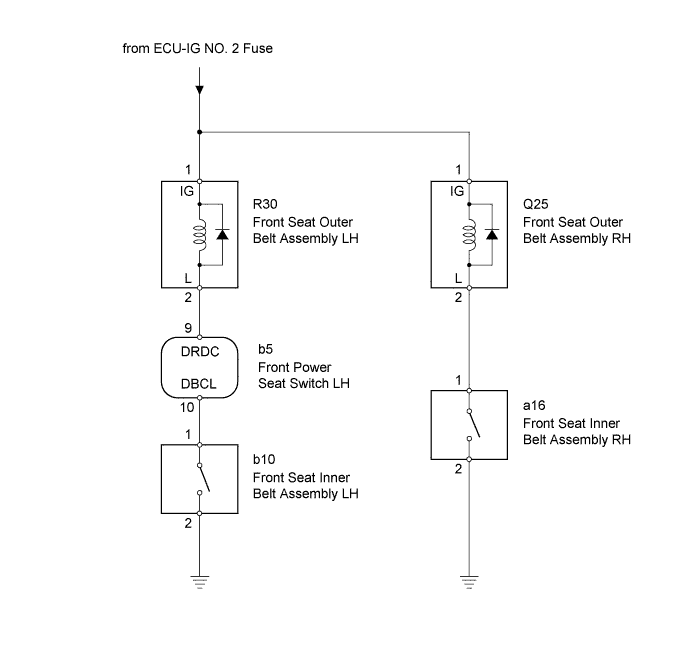 from ECU-IG NO. 2 Fuse
1
IG
R30
Front Seat Outer
Belt Assembly LH
L
2
9
DRDC
b5
Front Power
Seat Switch LH
DBCL
10
1
b10
Front Seat Inner
Belt Assembly LH
2
1
IG
Q25
Front Seat Outer
Belt Assembly RH
L
2
1
a16
Front Seat Inner
Belt Assembly RH
2